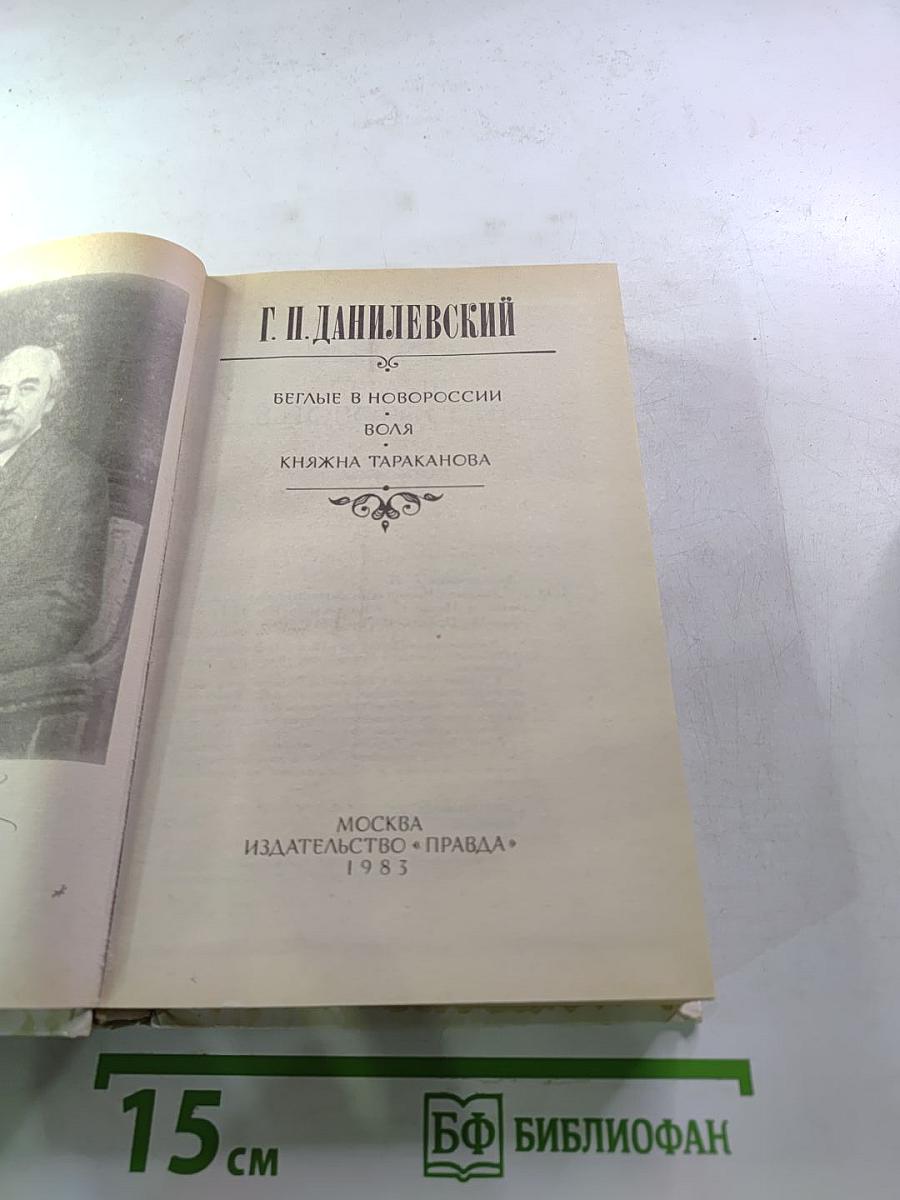 Г. П. ДАНИЛЕВСКИЙ
БЕГЛЫЕ В НОВОРОССИИ
ВОЛЯ
КНЯЖНА ТАРАКАНОВА
МОСКВА
ИЗДАТЕЛЬСТВО «ПРАВДА»
1983
15 см
БФ БИБЛИОФАН